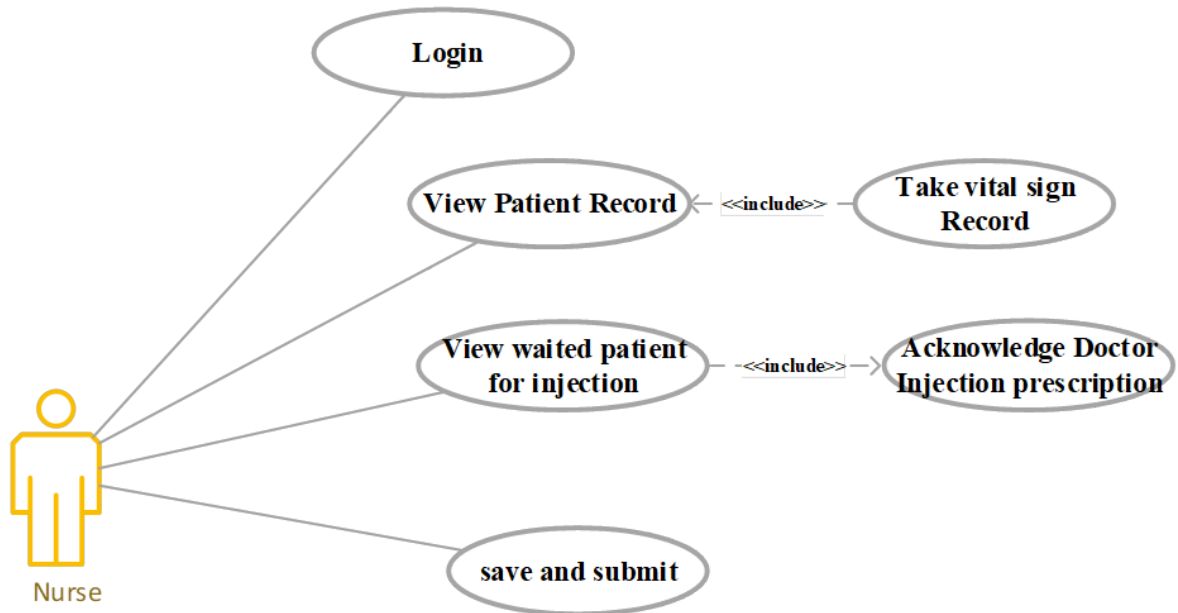 Login
View Patient Record
<<include>>
Take vital sign
Record
View waited patient
for injection
<<include>>
Acknowledge Doctor
Injection prescription
save and submit
Nurse